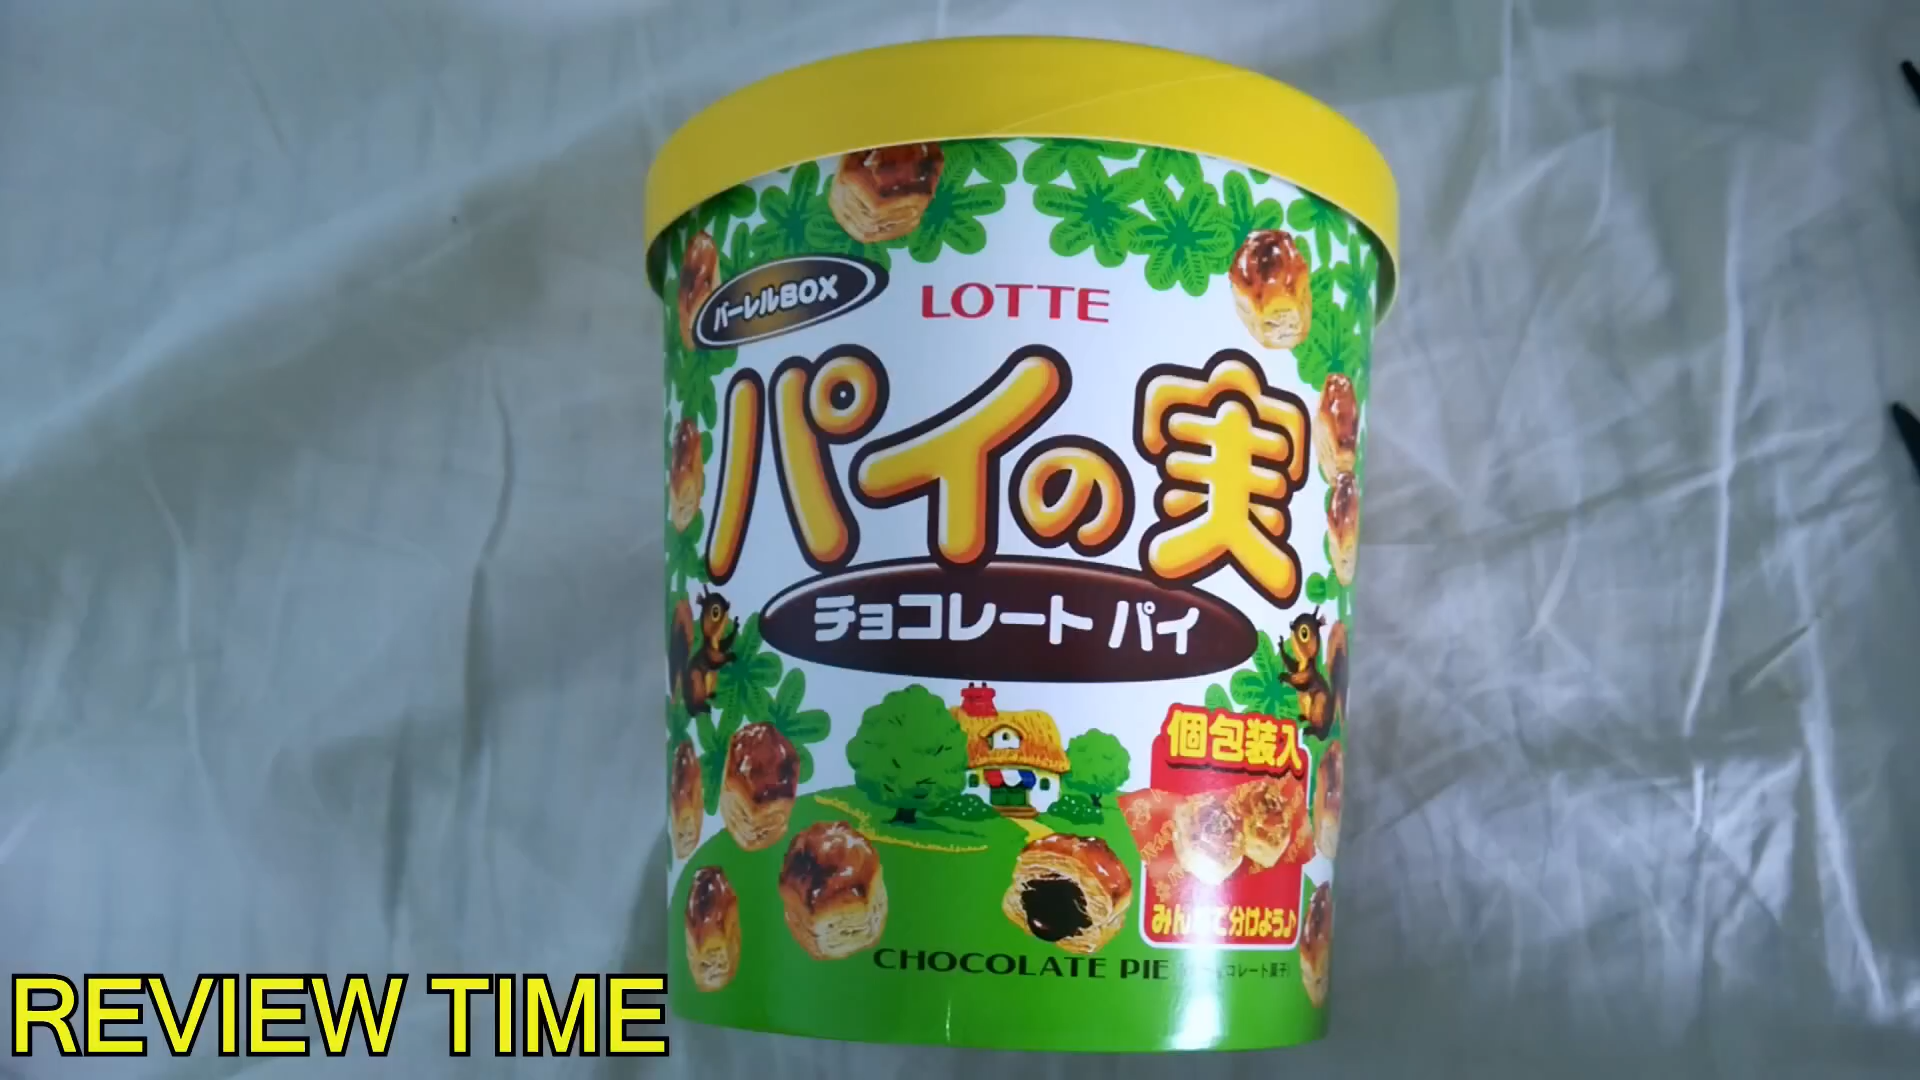 バーレルBOX
LOTTE
パイの実
チョコレート パイ
個包装入
みんなで分けよう♪
CHOCOLATE PIE
REVIEW TIME